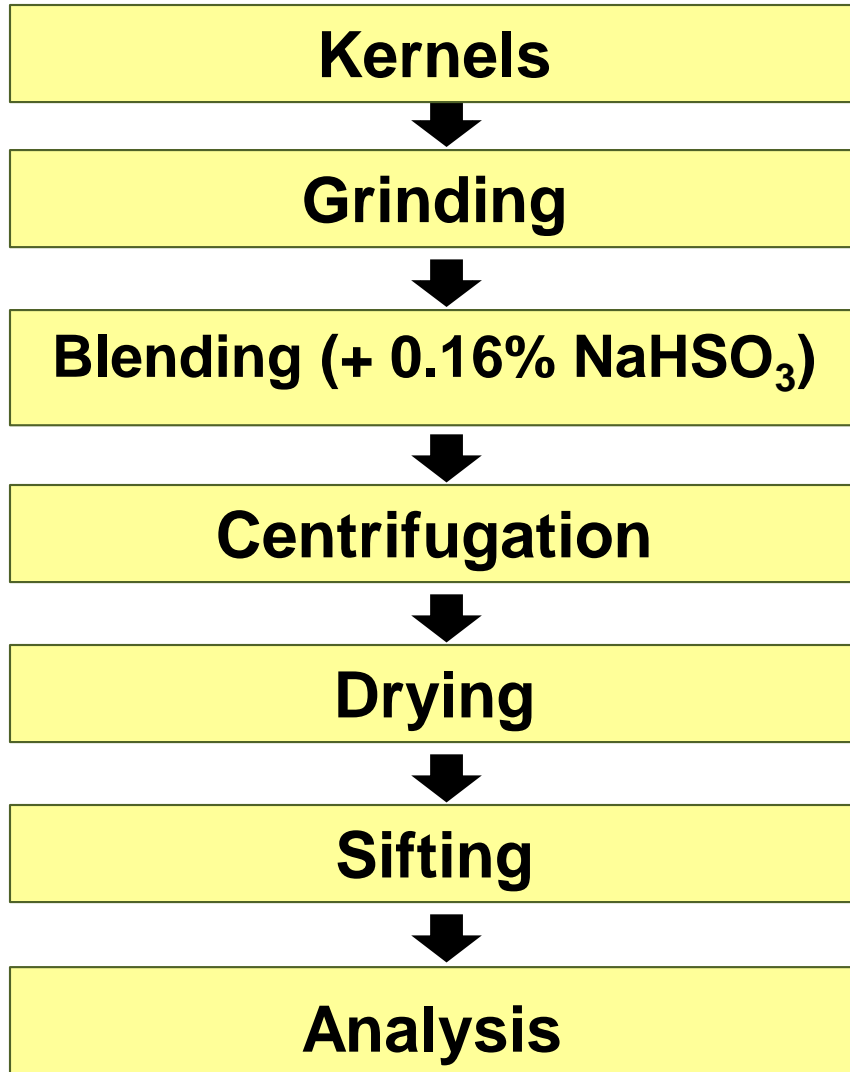 Kernels
Grinding
Blending (+ 0.16% NaHSO₃)
Centrifugation
Drying
Sifting
Analysis